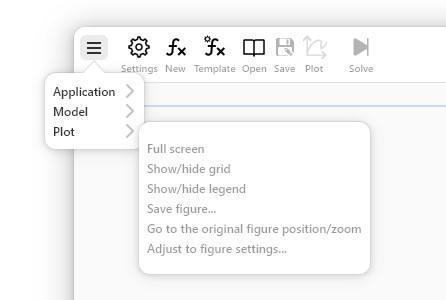 Settings New Template Open Save Plot Solve
Application
Model
Plot
Full screen
Show/hide grid
Show/hide legend
Save figure...
Go to the original figure position/zoom
Adjust to figure settings...